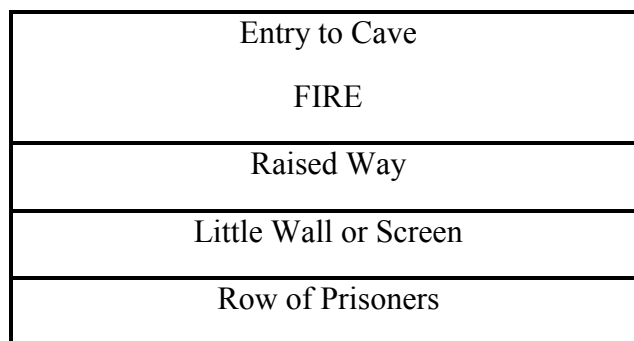 Entry to Cave
FIRE
Raised Way
Little Wall or Screen
Row of Prisoners